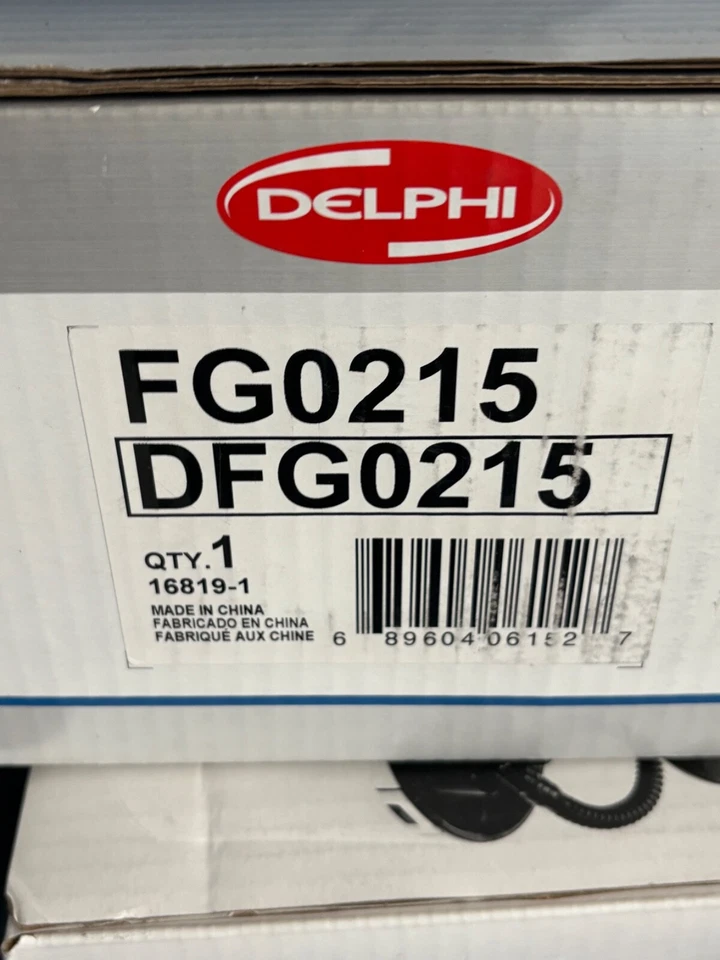 DELPHI
FG0215
DFG0215
QTY.1
16819-1
MADE IN CHINA
FABRICADO EN CHINA
FABRIQUÉ AUX CHINE
6 89604 06152 7